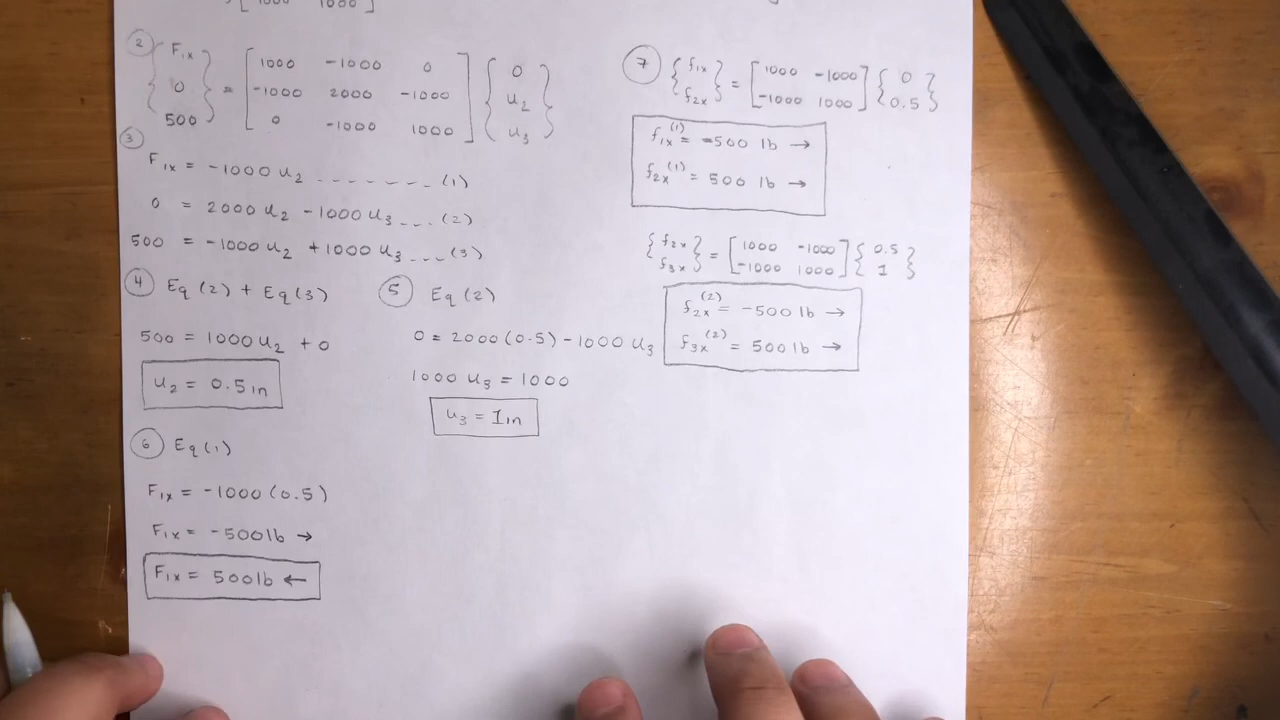 1000 1000
2 { F1x 0 500 } = [ 1000 -1000 0 -1000 2000 -1000 0 -1000 1000 ] { 0 u2 u3 }
3
F1x = -1000 u2 ------- (1)
0 = 2000 u2 - 1000 u3 --- (2)
500 = -1000 u2 + 1000 u3 --- (3)
4 Eq (2) + Eq (3)
500 = 1000 u2 + 0
u2 = 0.5 in
5 Eq (2)
0 = 2000 (0.5) - 1000 u3
1000 u3 = 1000
u3 = 1 in
6 Eq (1)
F1x = -1000 (0.5)
F1x = -500 lb →
F1x = 500 lb ←
7 { f1x f2x } = [ 1000 -1000 -1000 1000 ] { 0 0.5 }
f1x(1) = -500 lb →
f2x(1) = 500 lb →
{ f2x f3x } = [ 1000 -1000 -1000 1000 ] { 0.5 1 }
f2x(2) = -500 lb →
f3x(2) = 500 lb →